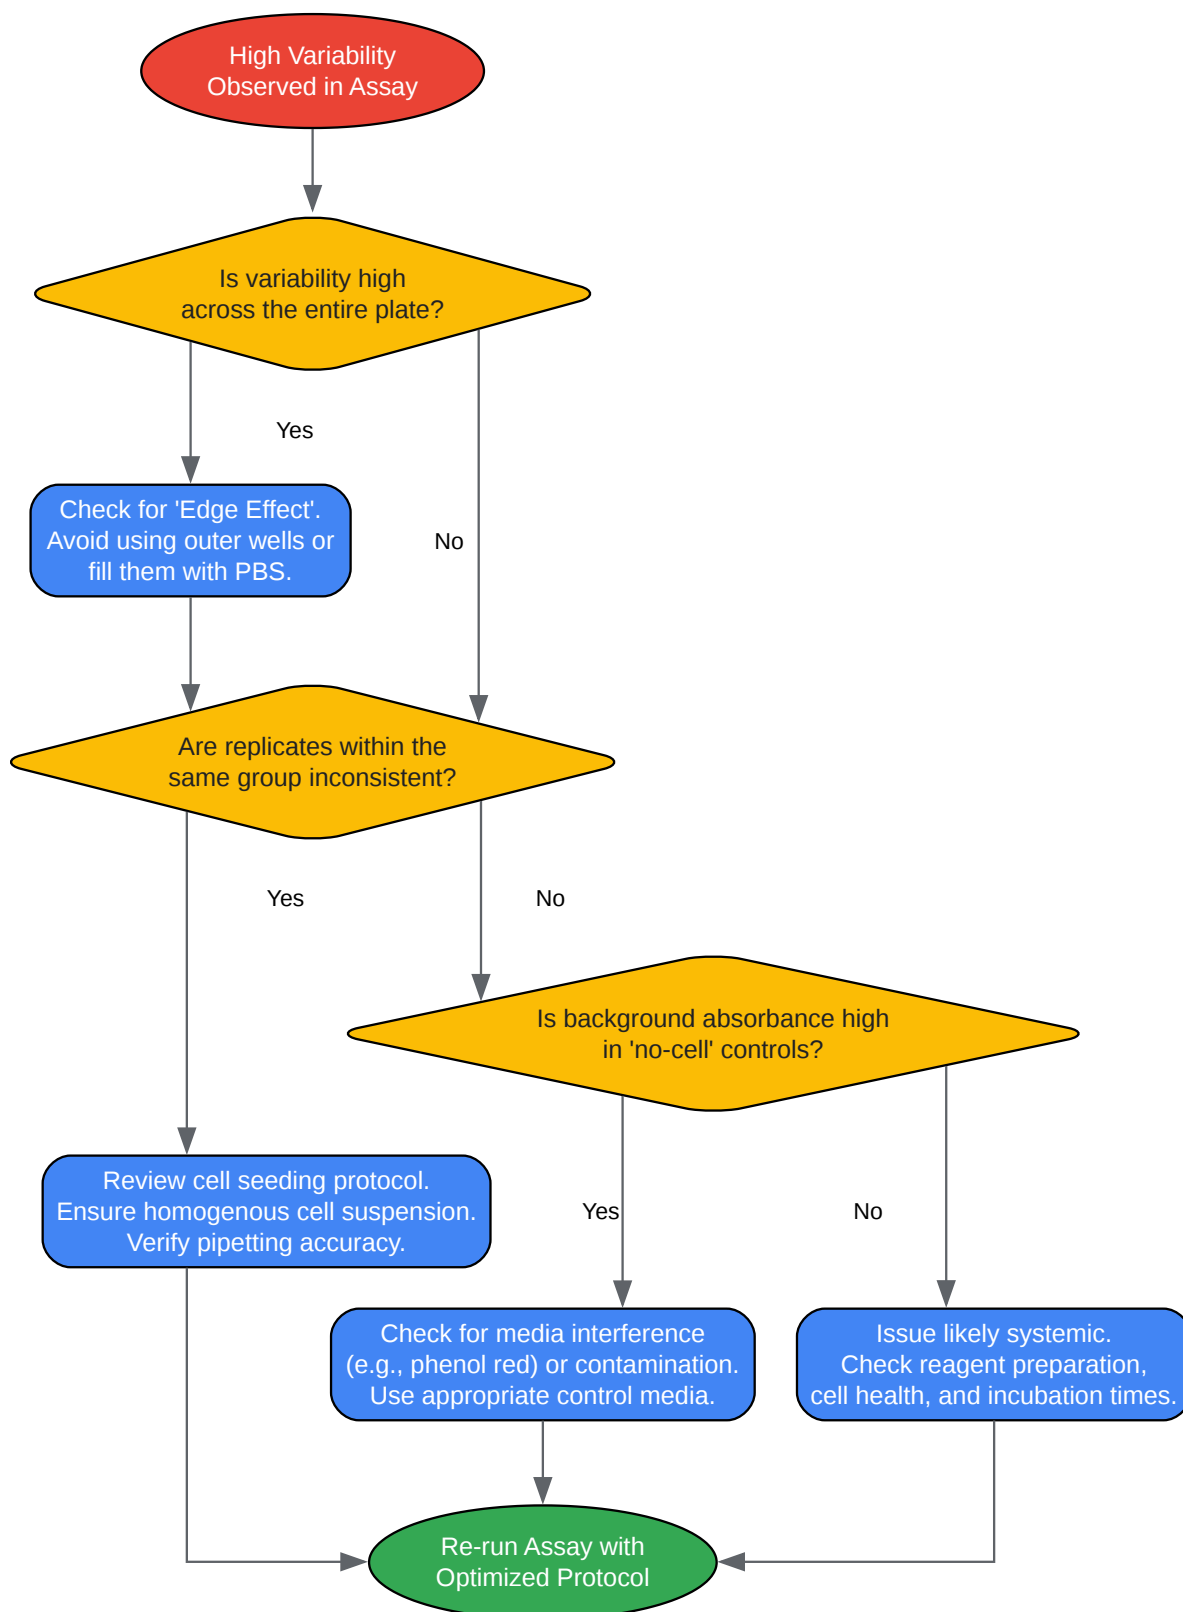 High Variability
Observed in Assay
Is variability high
across the entire plate?
Yes
Check for 'Edge Effect'.
Avoid using outer wells or
fill them with PBS.
No
Are replicates within the
same group inconsistent?
Yes
No
Is background absorbance high
in 'no-cell' controls?
Review cell seeding protocol.
Ensure homogenous cell suspension.
Verify pipetting accuracy.
Yes
No
Check for media interference
(e.g., phenol red) or contamination.
Use appropriate control media.
Issue likely systemic.
Check reagent preparation,
cell health, and incubation times.
Re-run Assay with
Optimized Protocol